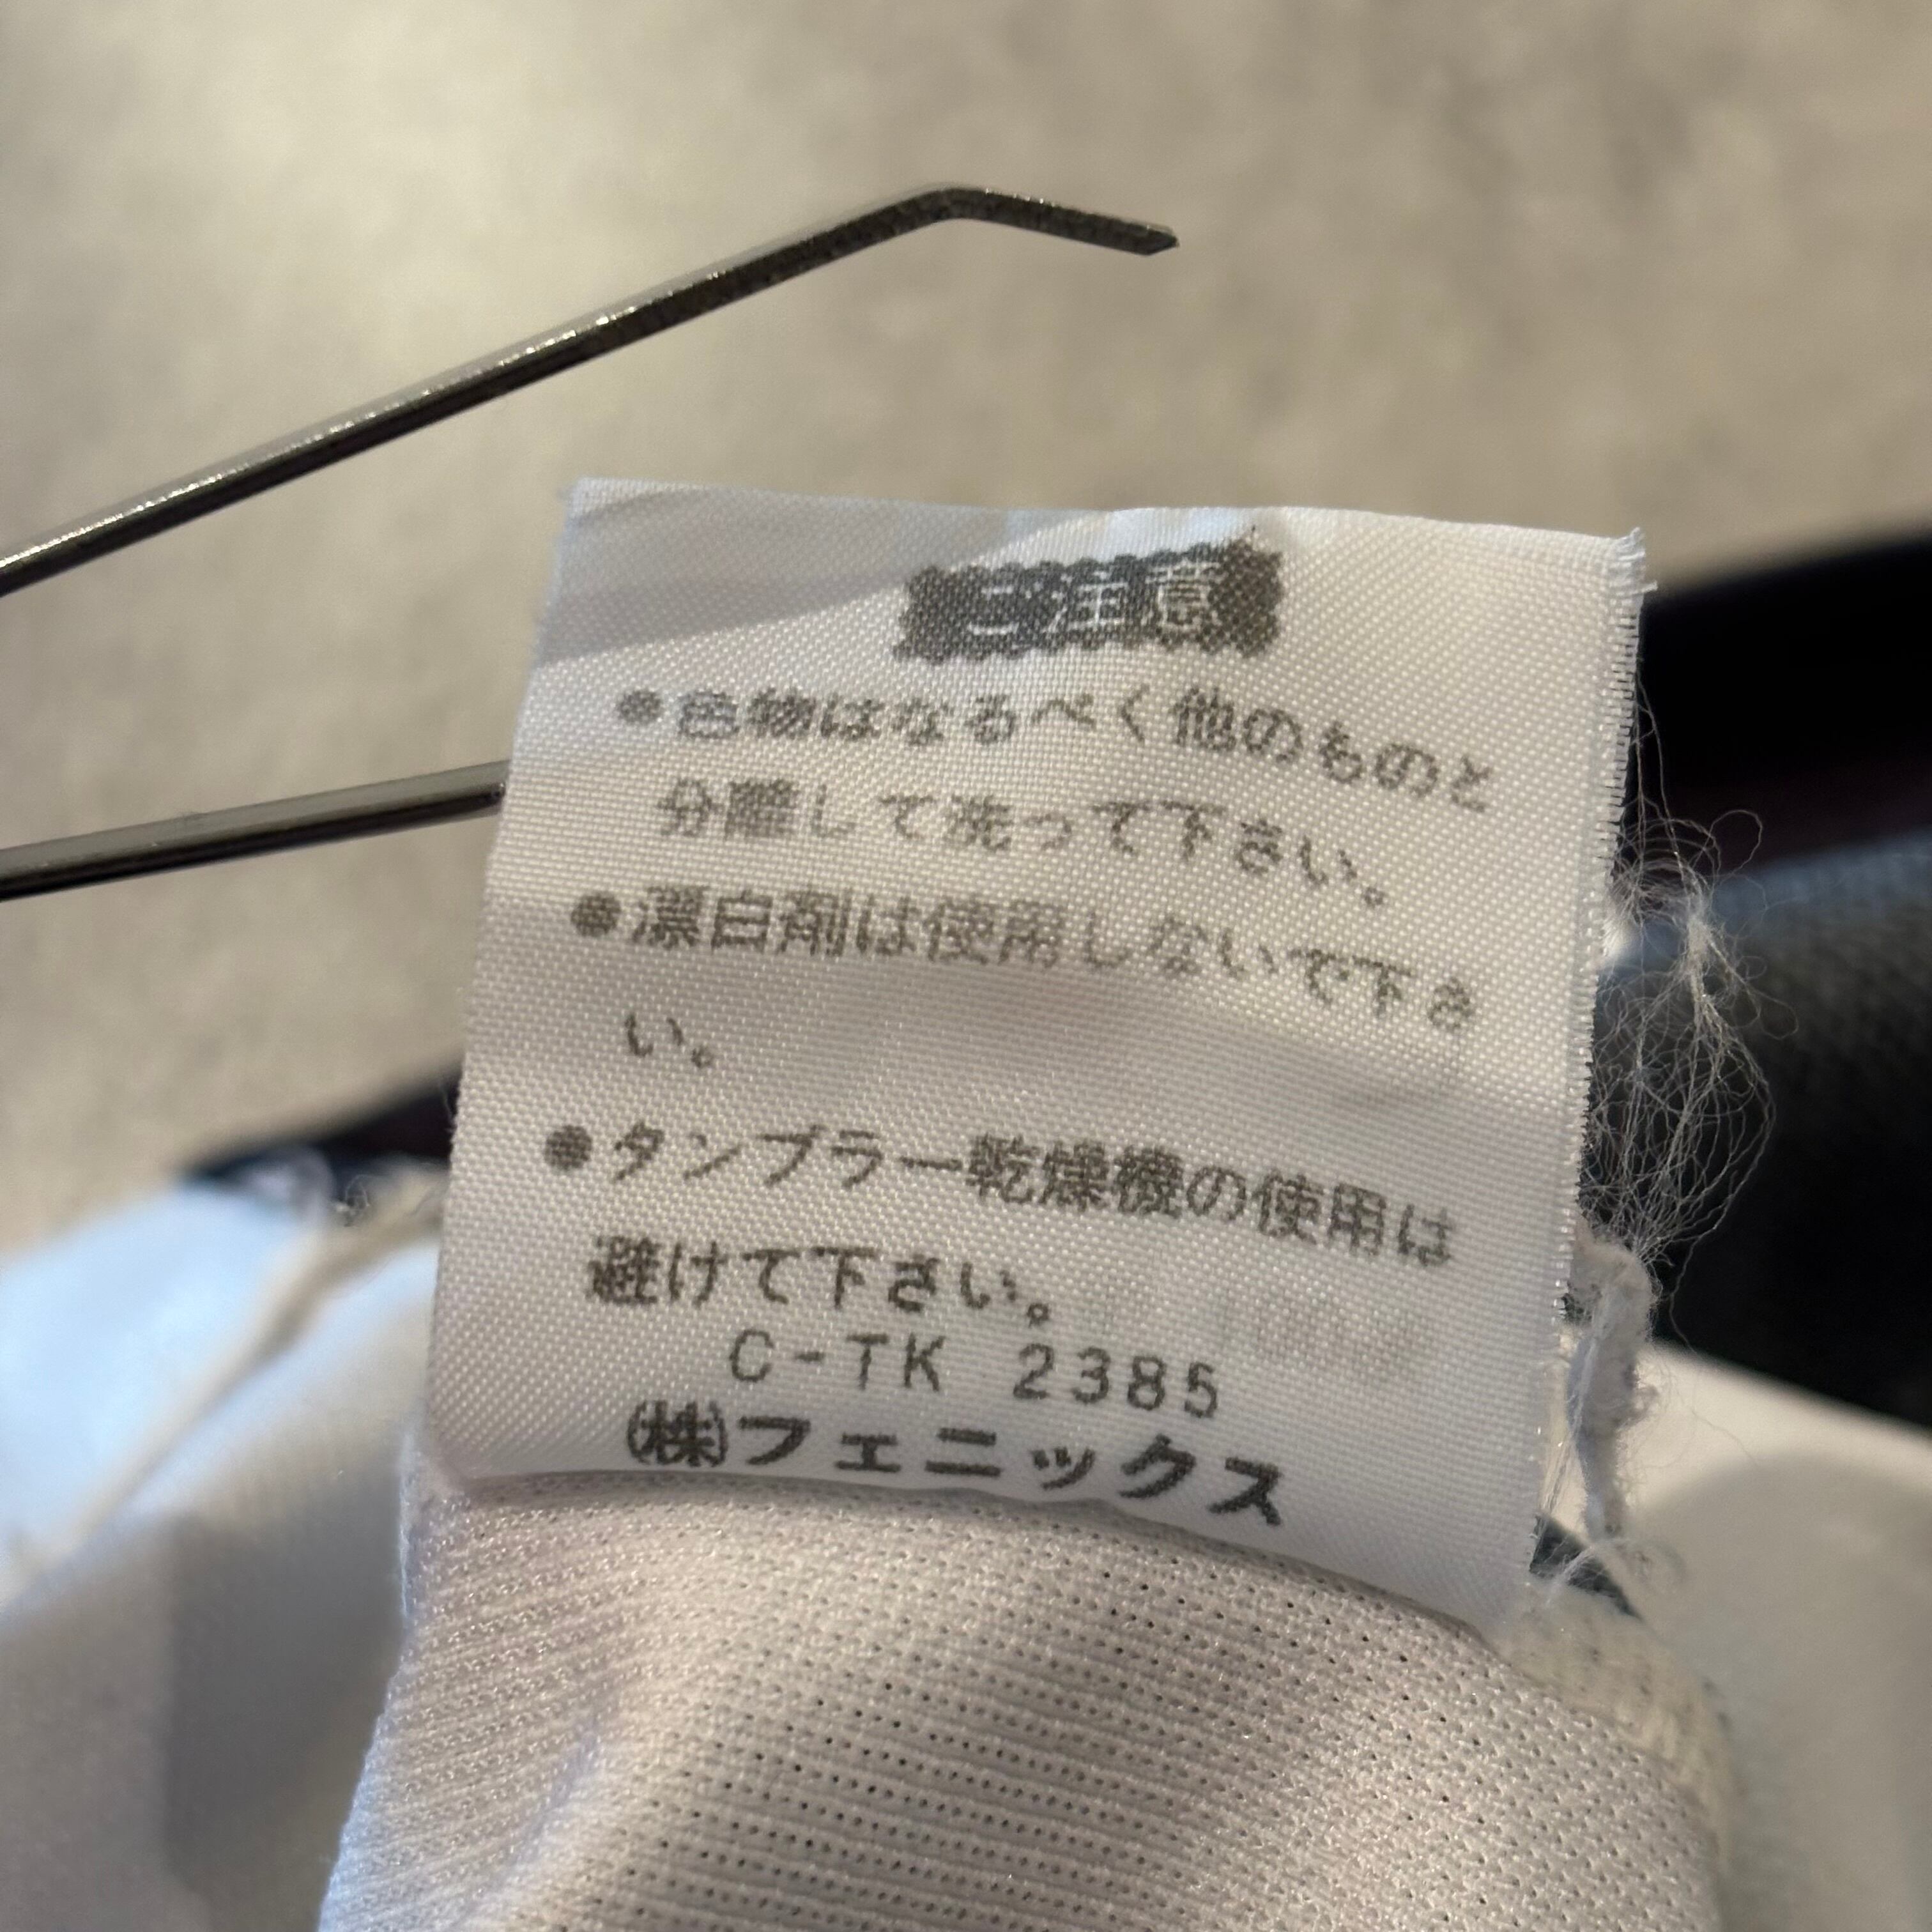 ご注意
●色物はなるべく他のものと
分離して洗って下さい。
●漂白剤は使用しないで下さ
い。
●タンブラー乾燥機の使用は
避けて下さい。
C-TK 2385
㈱フェニックス